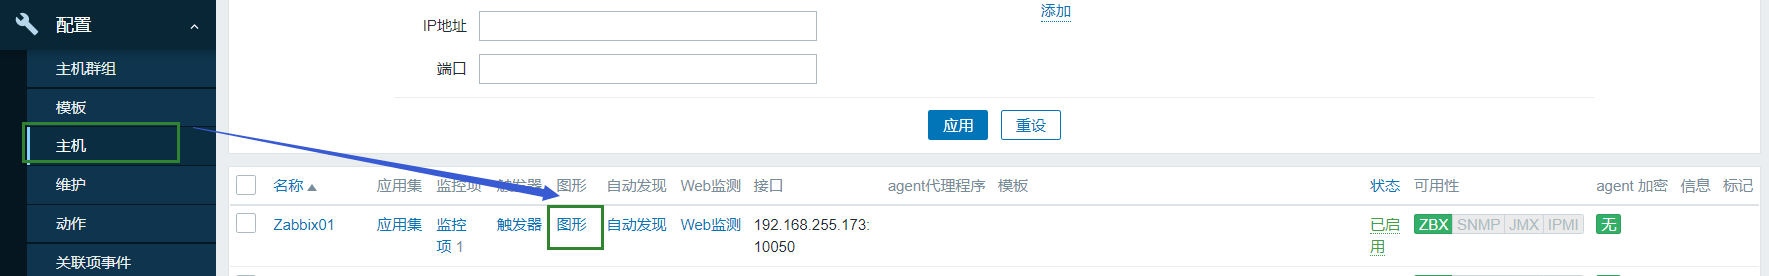 配置
主机群组
模板
主机
维护
动作
关联项事件
IP地址
添加
端口
应用 重设
名称 应用集 监控项 触发器 图形 自动发现 Web监测 接口 agent代理程序 模板 状态 可用性 agent 加密 信息 标记
Zabbix01 应用集 监控 触发器 图形 自动发现 Web监测 192.168.255.173: 已启 ZBX SNMP JMX IPMI 无
项 1 10050 用